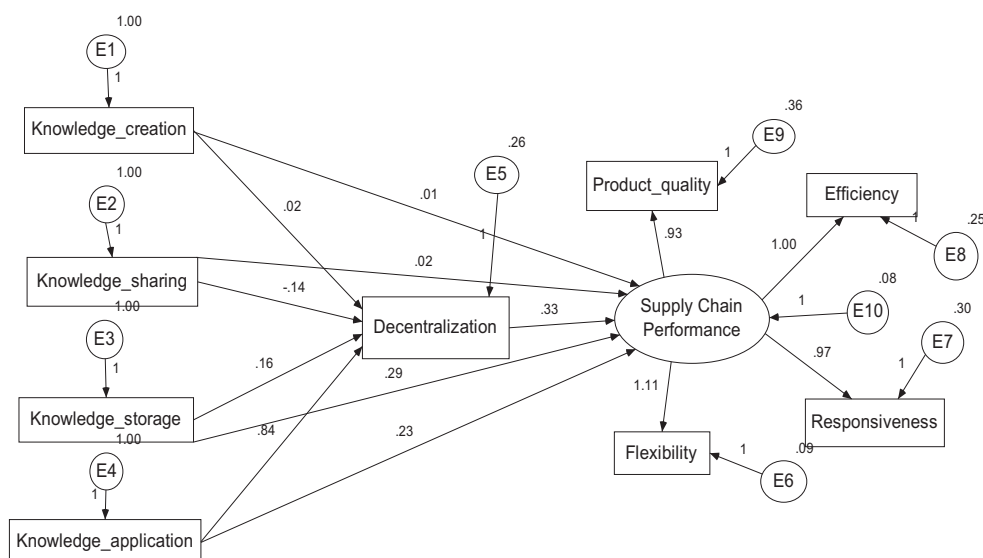 1.00
E1
1
Knowledge_creation
1.00
E2
1
Knowledge_sharing
1.00
E3
1
Knowledge_storage
1.00
E4
1
Knowledge_application
.02
-.14
.16
.84
.01
.02
.29
.23
.26
E5
1
Decentralization
.33
Supply Chain
Performance
.36
E9
1
Product_quality
.93
Efficiency
1
.25
E8
1.00
.08
E10
1
.30
E7
1
.97
Responsiveness
1.11
Flexibility
1
.09
E6